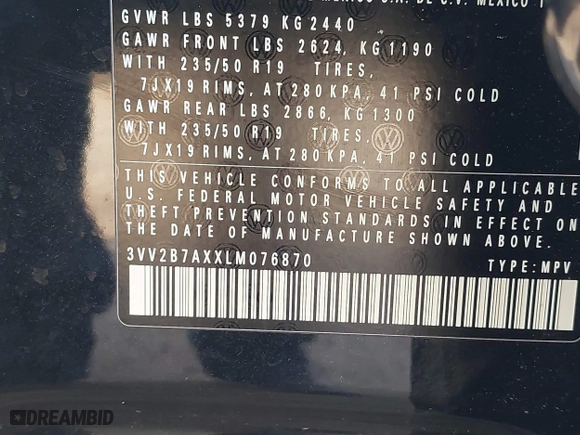 MEXICO S.A. DE C.V. MEXICO
GVWR LBS 5379 KG 2440
GAWR FRONT LBS 2624, KG 1190
WITH 235/50 R19 TIRES,
7JX19 RIMS, AT 280 KPA, 41 PSI COLD
GAWR REAR LBS 2866, KG 1300
WITH 235/50 R19 TIRES,
7JX19 RIMS, AT 280 KPA, 41 PSI COLD
THIS VEHICLE CONFORMS TO ALL APPLICABLE
U.S. FEDERAL MOTOR VEHICLE SAFETY AND
THEFT PREVENTION STANDARDS IN EFFECT ON
THE DATE OF MANUFACTURE SHOWN ABOVE.
3VV2B7AXXLM076870 TYPE: MPV
DREAMBID